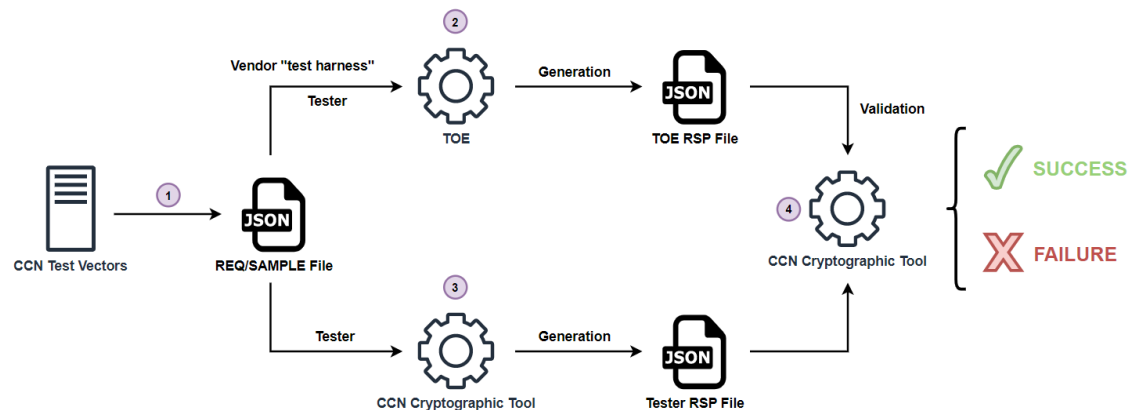 2
Vendor "test harness"
Tester
TOE
Generation
JSON
TOE RSP File
Validation
1
CCN Test Vectors
JSON
REQ/SAMPLE File
4
CCN Cryptographic Tool
SUCCESS
FAILURE
3
Tester
CCN Cryptographic Tool
Generation
JSON
Tester RSP File